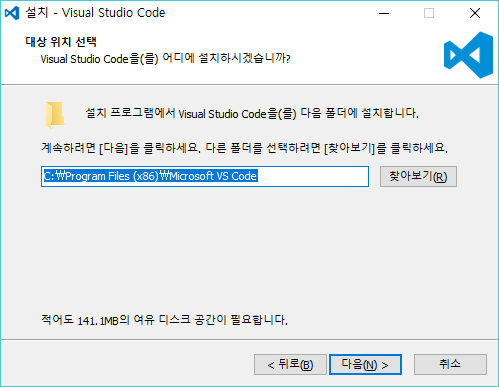 설치 - Visual Studio Code
대상 위치 선택
Visual Studio Code을(를) 어디에 설치하시겠습니까?
설치 프로그램에서 Visual Studio Code을(를) 다음 폴더에 설치합니다.
계속하려면 [다음]을 클릭하세요. 다른 폴더를 선택하려면 [찾아보기]를 클릭하세요.
C:₩Program Files (x86)₩Microsoft VS Code
찾아보기(R)
적어도 141.1MB의 여유 디스크 공간이 필요합니다.
< 뒤로(B)
다음(N) >
취소